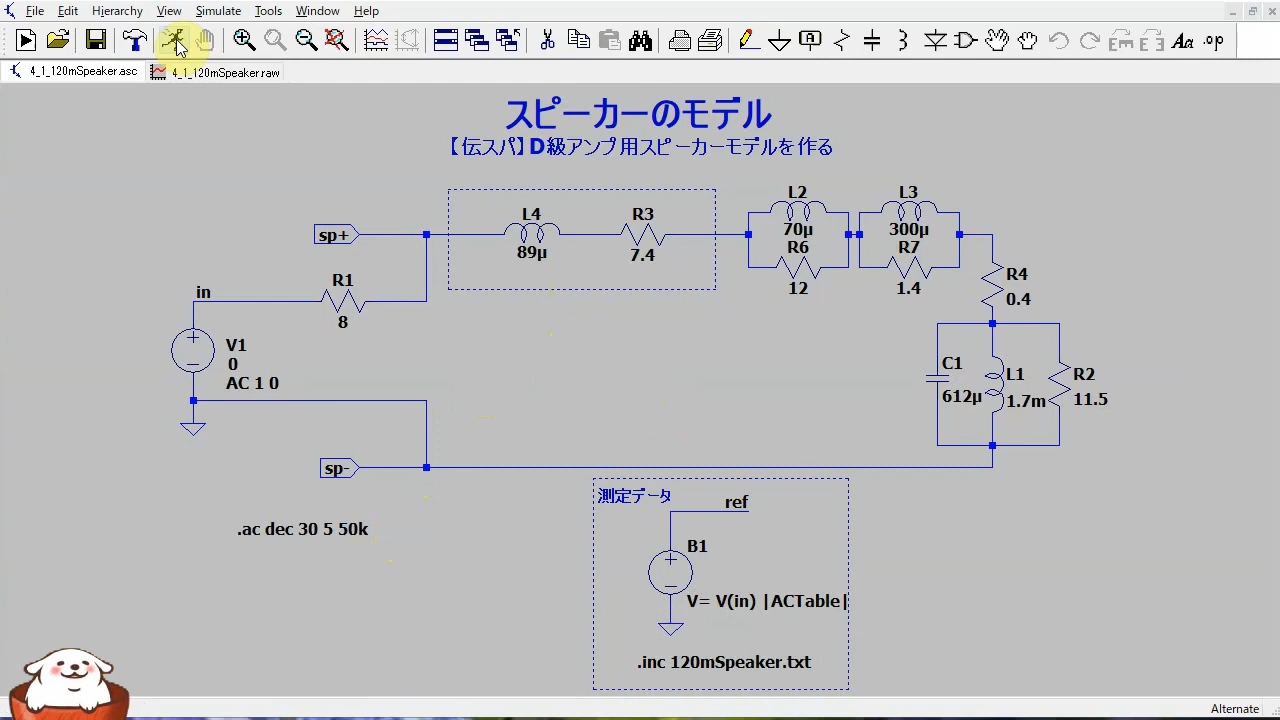 File Edit Hierarchy View Simulate Tools Window Help
Em E3 Aa .op
4_1_120mSpeaker.asc 4_1_120mSpeaker.raw
スピーカーのモデル
【伝スパ】D級アンプ用スピーカーモデルを作る
L2 L3
L4 R3
70µ 300µ
sp+
R6 R7
89µ 7.4
R4
R1
12 1.4
in
0.4
8
V1
C1
0
L1 R2
AC 1 0
612µ 1.7m 11.5
sp-
測定データ
ref
.ac dec 30 5 50k
B1
V= V(in) |ACTable|
.inc 120mSpeaker.txt
Alternate